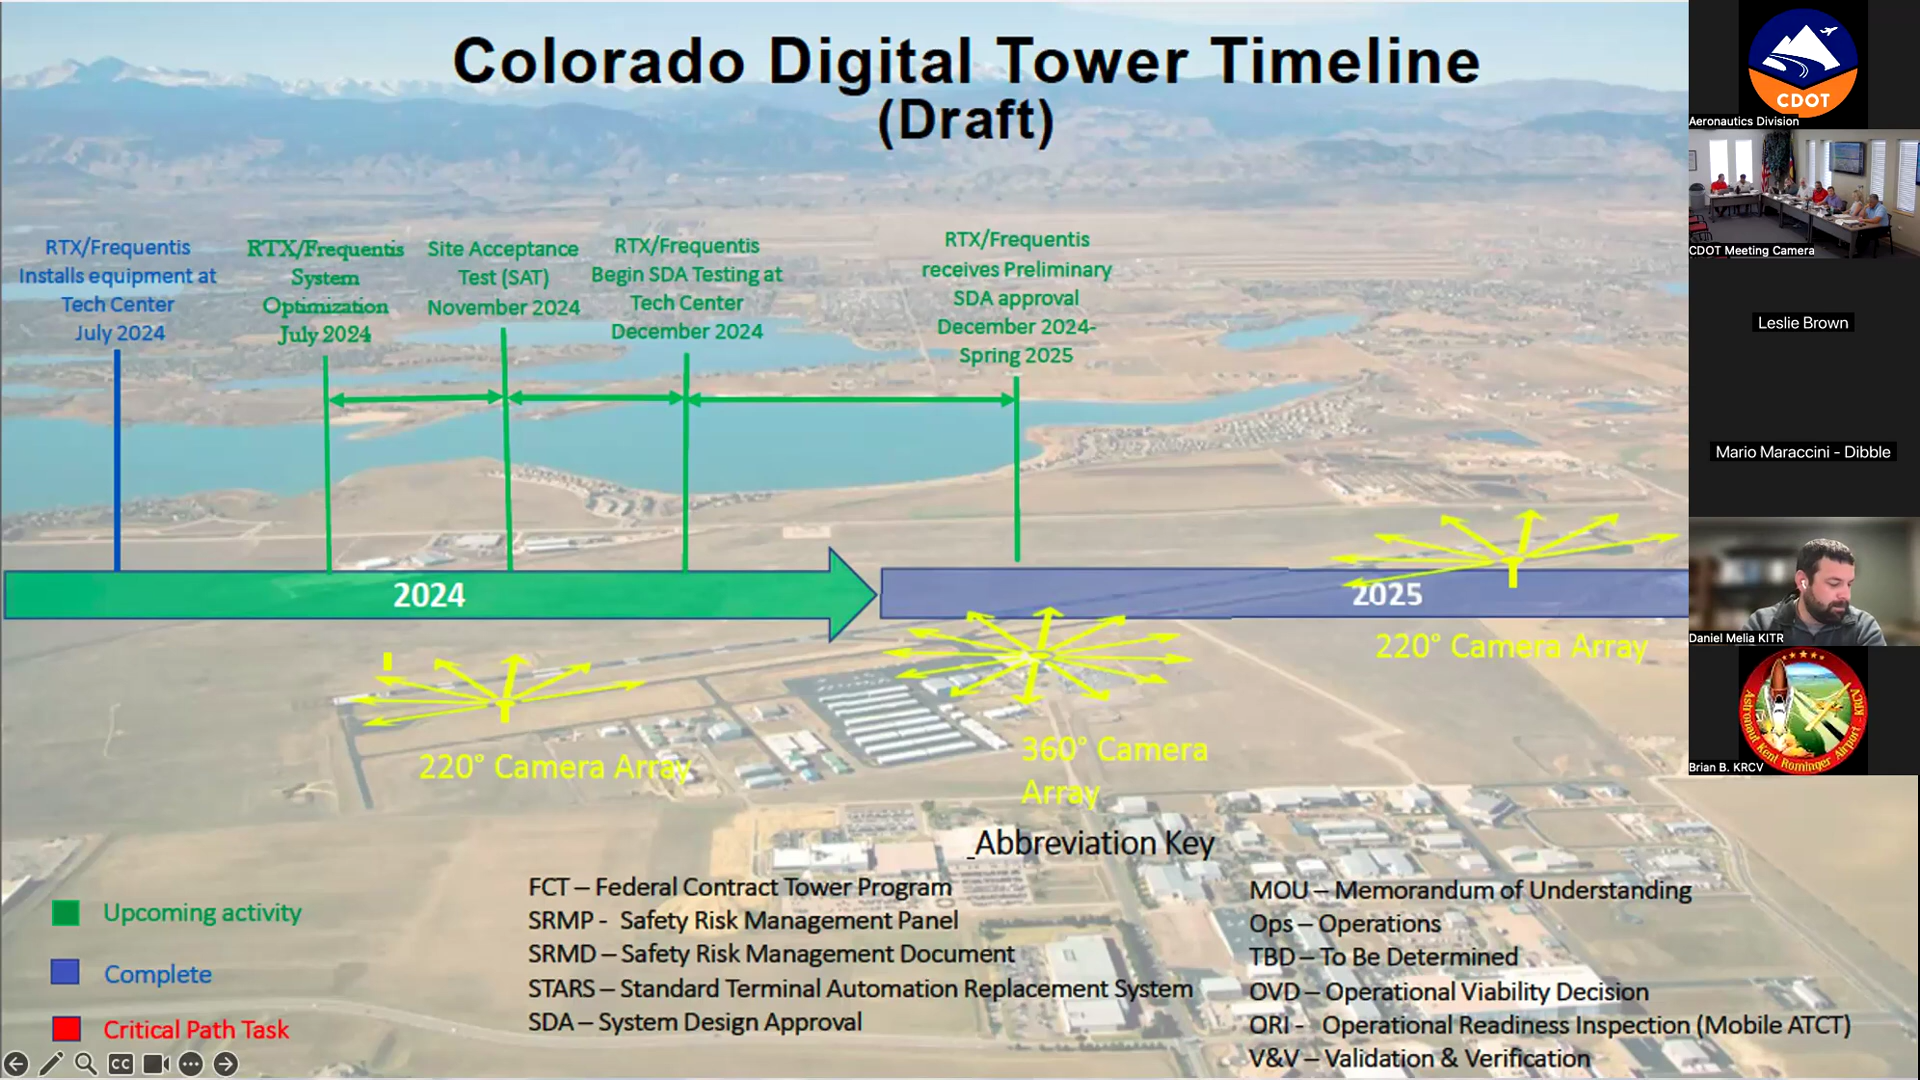 Colorado Digital Tower Timeline
(Draft)
RTX/Frequentis
Installs equipment at
Tech Center
July 2024
RTX/Frequentis
System
Optimization
July 2024
Site Acceptance
Test (SAT)
November 2024
RTX/Frequentis
Begin SDA Testing at
Tech Center
December 2024
RTX/Frequentis
receives Preliminary
SDA approval
December 2024-
Spring 2025
2024
2025
220° Camera Array
360° Camera
Array
220° Camera Array
Abbreviation Key
FCT – Federal Contract Tower Program
SRMP - Safety Risk Management Panel
SRMD – Safety Risk Management Document
STARS – Standard Terminal Automation Replacement System
SDA – System Design Approval
MOU – Memorandum of Understanding
Ops – Operations
TBD – To Be Determined
OVD – Operational Viability Decision
ORI - Operational Readiness Inspection (Mobile ATCT)
V&V – Validation & Verification
Upcoming activity
Complete
Critical Path Task
CC
CDOT
Aeronautics Division
CDOT Meeting Camera
Leslie Brown
Mario Maraccini - Dibble
Daniel Melia KITR
Astronaut Kent Rominger Airport - KRCV
Brian B. KRCV